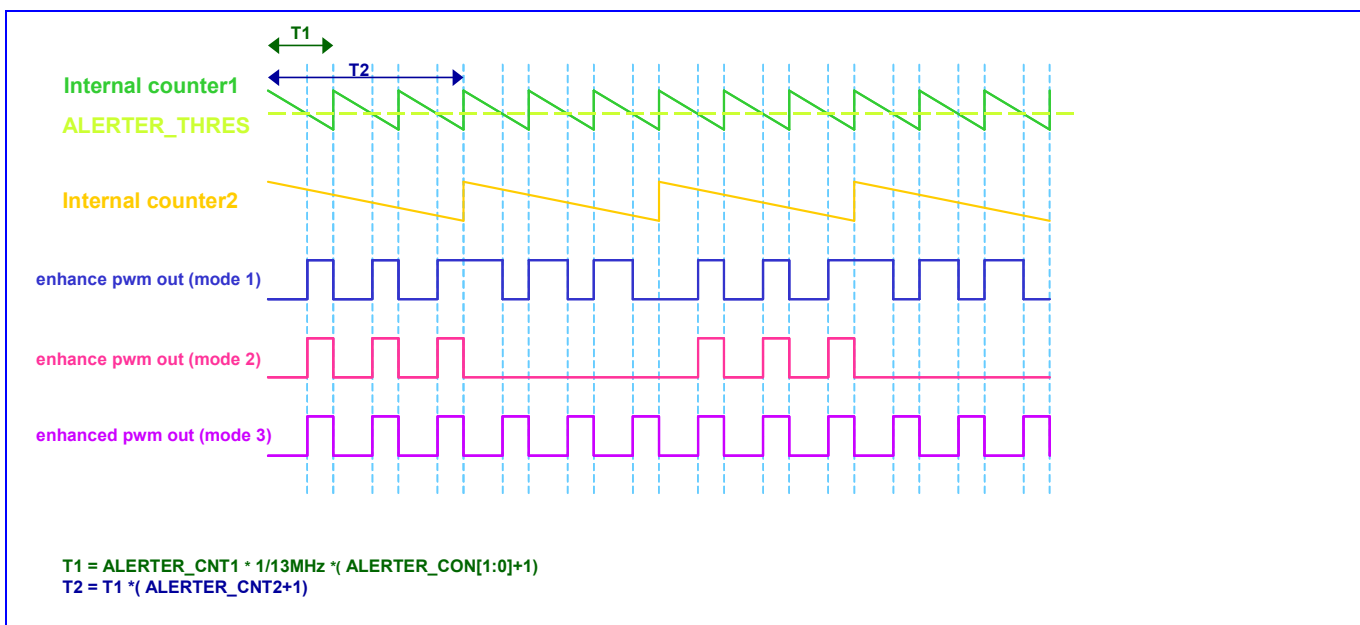 T1
T2
Internal counter1
ALERTER_THRES
Internal counter2
enhance pwm out (mode 1)
enhance pwm out (mode 2)
enhanced pwm out (mode 3)
T1 = ALERTER_CNT1 * 1/13MHz *( ALERTER_CON[1:0]+1)
T2 = T1 *( ALERTER_CNT2+1)